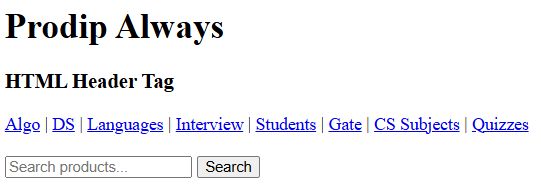 Prodip Always
HTML Header Tag
Algo | DS | Languages | Interview | Students | Gate | CS Subjects | Quizzes
Search products... Search